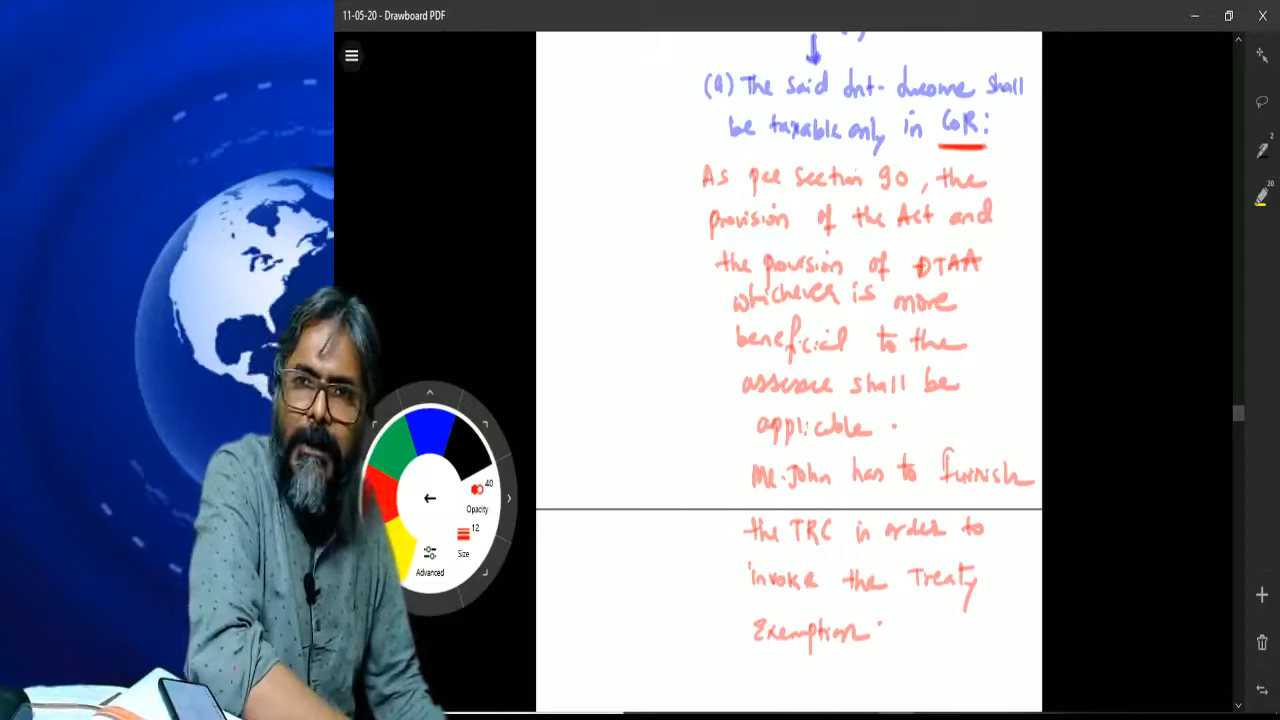 11-05-20 - Drawboard PDF
(a) The said Int- Income shall
be taxable only in COR:
As per section 90, the
provision of the Act and
the provision of DTAA
whichever is more
beneficial to the
assessee shall be
applicable.
Mr. John has to furnish
the TRC in order to
invoke the Treaty
Exemption.
40
Opacity
12
Size
Advanced
2
20